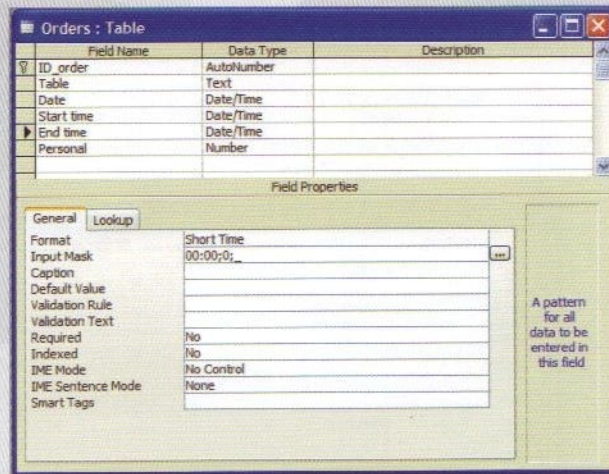 Orders : Table
Field Name Data Type Description
ID_order AutoNumber
Table Text
Date Date/Time
Start time Date/Time
End time Date/Time
Personal Number
Field Properties
General Lookup
Format Short Time
Input Mask 00:00;0;_
Caption
Default Value
Validation Rule
Validation Text
Required No
Indexed No
IME Mode No Control
IME Sentence Mode None
Smart Tags
A pattern
for all
data to be
entered in
this field